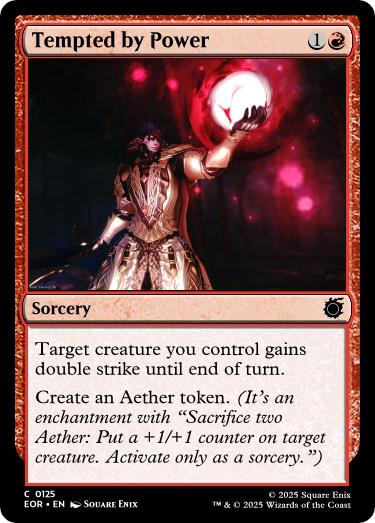 Tempted by Power 1
Sorcery
Target creature you control gains
double strike until end of turn.
Create an Aether token. (It's an
enchantment with “Sacrifice two
Aether: Put a +1/+1 counter on target
creature. Activate only as a sorcery.”)
C 0125
EOR • EN SQUARE ENIX
© 2025 Square Enix
™ & © 2025 Wizards of the Coast